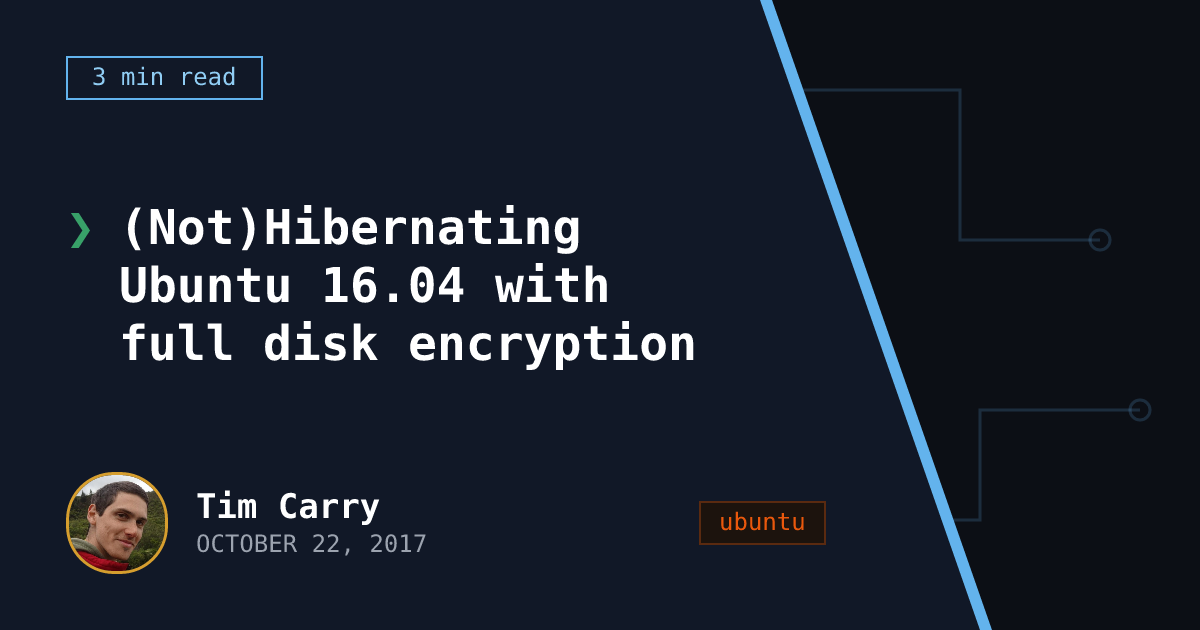 3 min read
❯ (Not)Hibernating
Ubuntu 16.04 with
full disk encryption
Tim Carry
OCTOBER 22, 2017
ubuntu